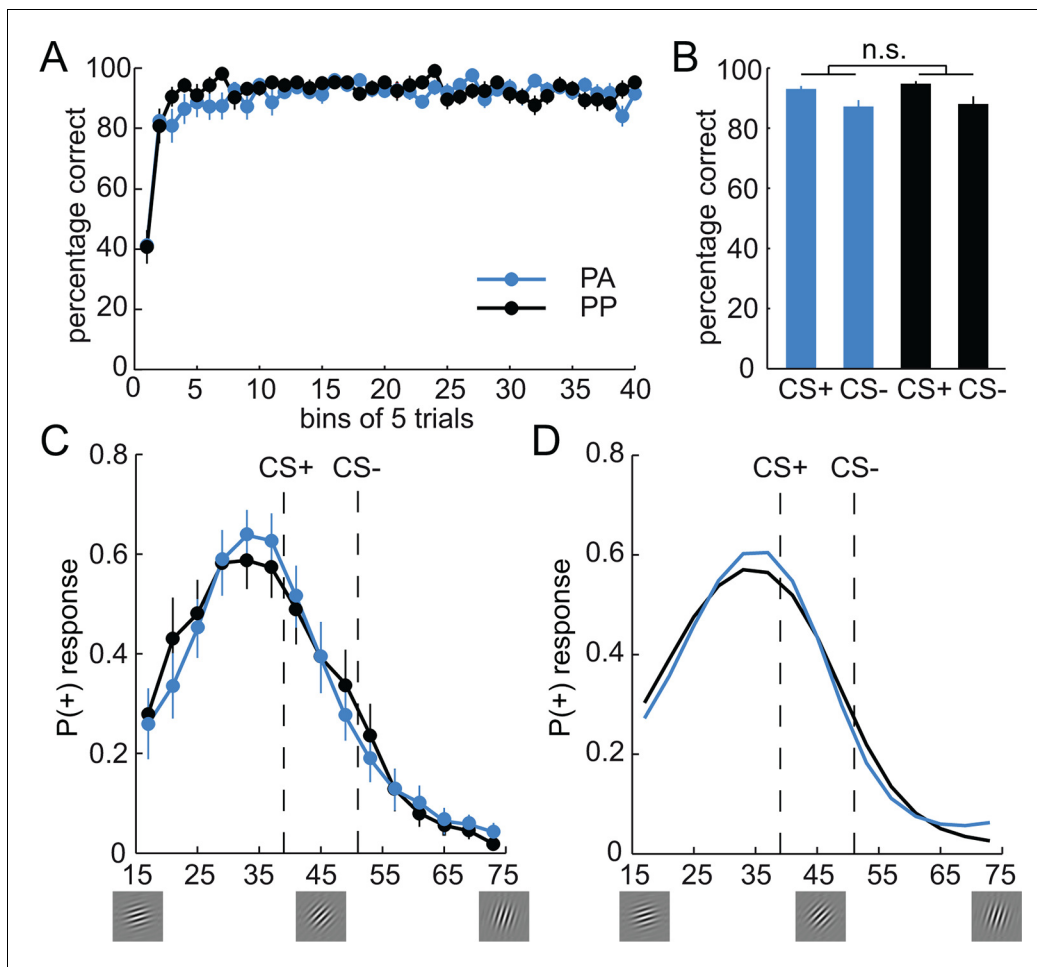 A
percentage correct
100
80
60
40
20
0
0 5 10 15 20 25 30 35 40
bins of 5 trials
PA
PP
B
n.s.
percentage correct
100
80
60
40
20
0
CS+ CS- CS+ CS-
C
P(+) response
0.8
0.6
0.4
0.2
0
CS+ CS-
15 25 35 45 55 65 75
D
P(+) response
0.8
0.6
0.4
0.2
0
CS+ CS-
15 25 35 45 55 65 75